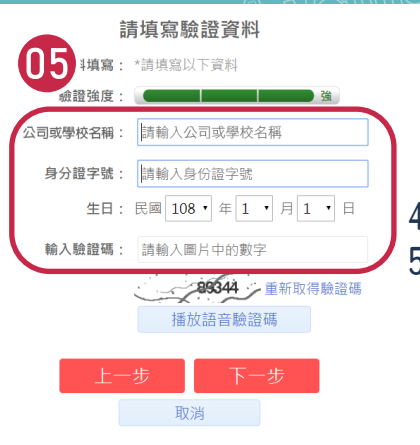 請填寫驗證資料
05
填寫： *請填寫以下資料
驗證強度： 強
公司或學校名稱： 請輸入公司或學校名稱
身分證字號： 請輸入身份證字號
生日： 民國 108 年 1 月 1 日
輸入驗證碼： 請輸入圖片中的數字
89344 重新取得驗證碼
播放語音驗證碼
上一步 下一步
取消
4
5